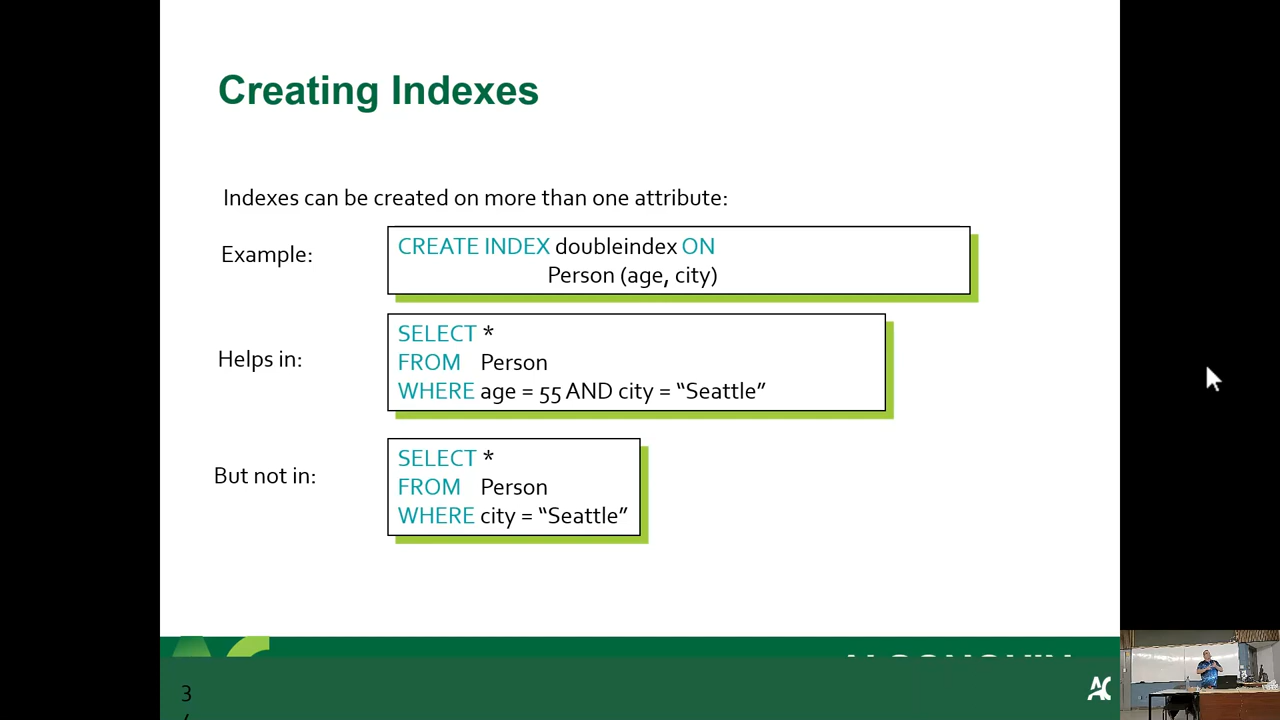 Creating Indexes
Indexes can be created on more than one attribute:
Example:
CREATE INDEX doubleindex ON
Person (age, city)
Helps in:
SELECT *
FROM Person
WHERE age = 55 AND city = “Seattle”
But not in:
SELECT *
FROM Person
WHERE city = “Seattle”
3
AC